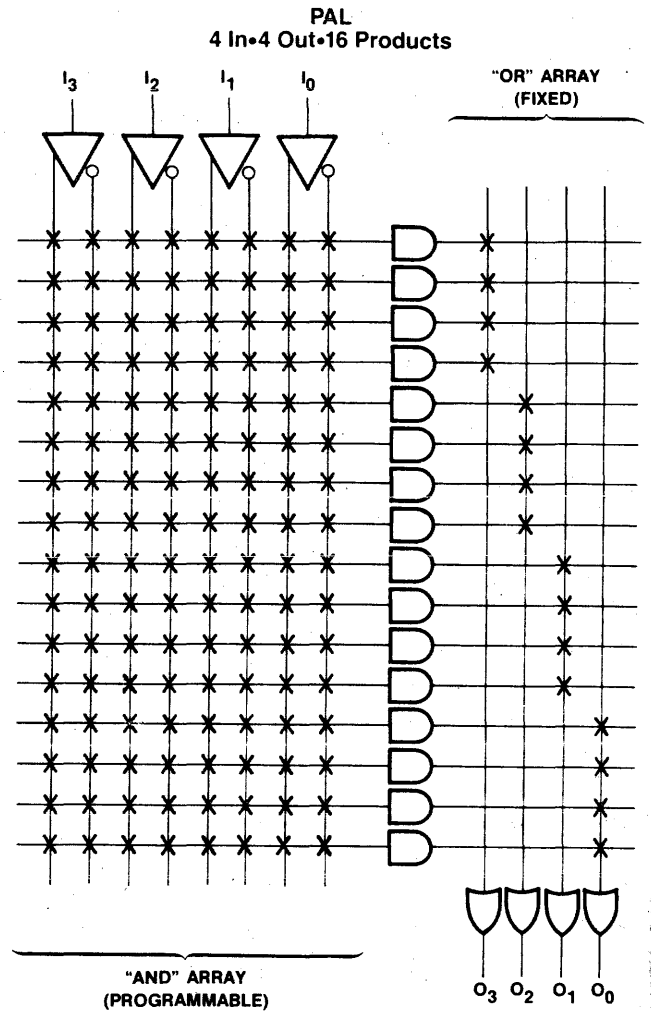 PAL
4 In•4 Out•16 Products
I3 I2 I1 I0
“OR” ARRAY
(FIXED)
“AND” ARRAY
(PROGRAMMABLE)
O3 O2 O1 O0